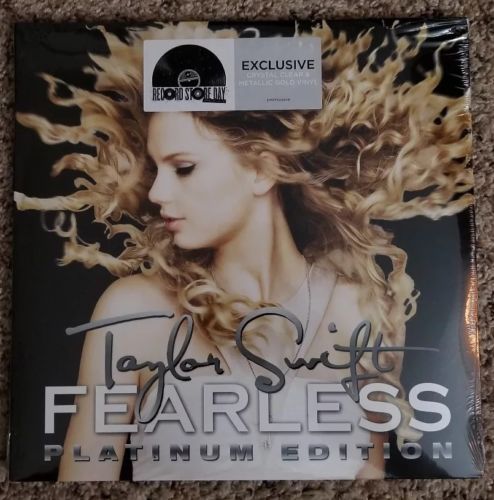 RECORD STORE DAY
EXCLUSIVE
CRYSTAL CLEAR &
METALLIC GOLD VINYL
Taylor Swift
FEARLESS
PLATINUM EDITION